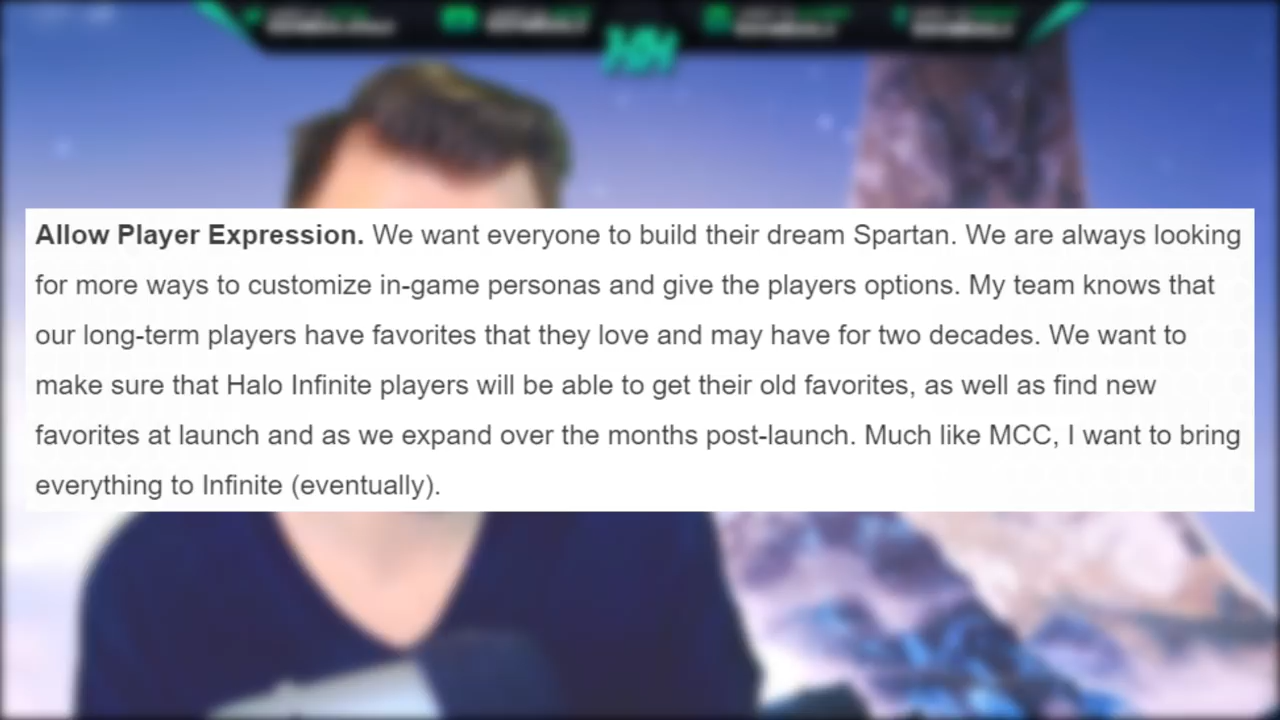 Allow Player Expression. We want everyone to build their dream Spartan. We are always looking
for more ways to customize in-game personas and give the players options. My team knows that
our long-term players have favorites that they love and may have for two decades. We want to
make sure that Halo Infinite players will be able to get their old favorites, as well as find new
favorites at launch and as we expand over the months post-launch. Much like MCC, I want to bring
everything to Infinite (eventually).